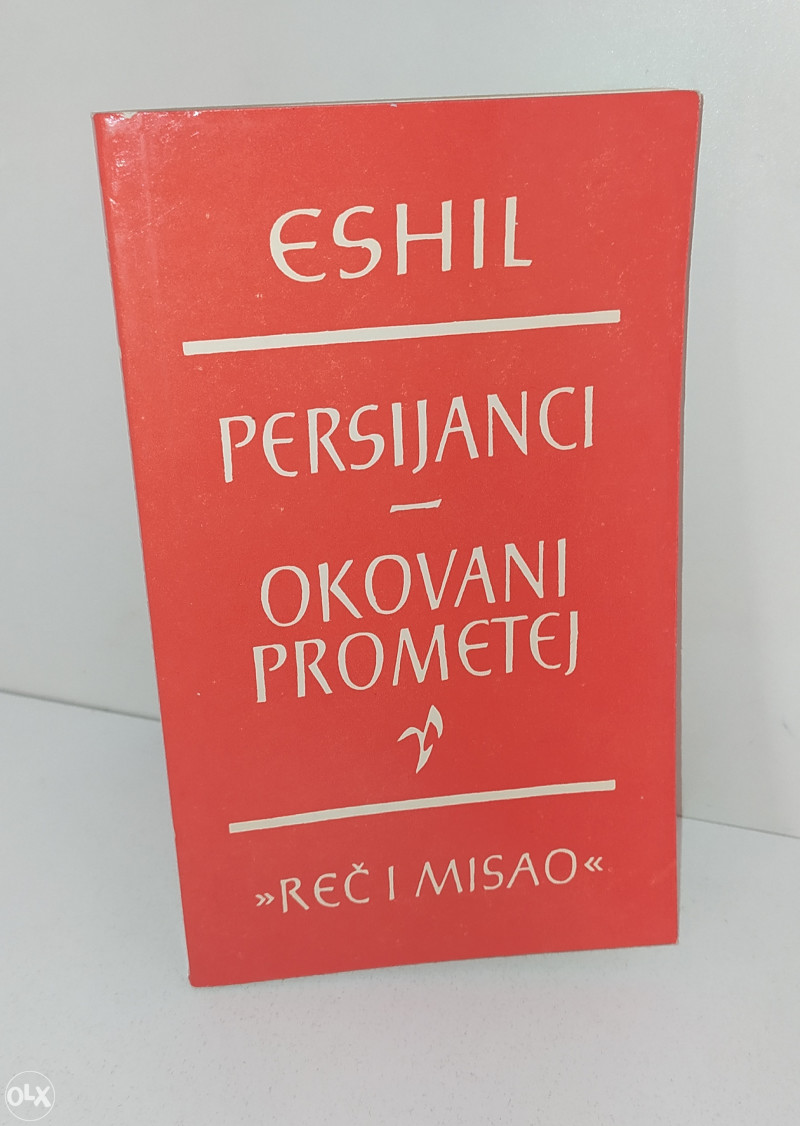 ESHIL
PERSIJANCI
—
OKOVANI
PROMETEJ
»REČ I MISAO«
OLX